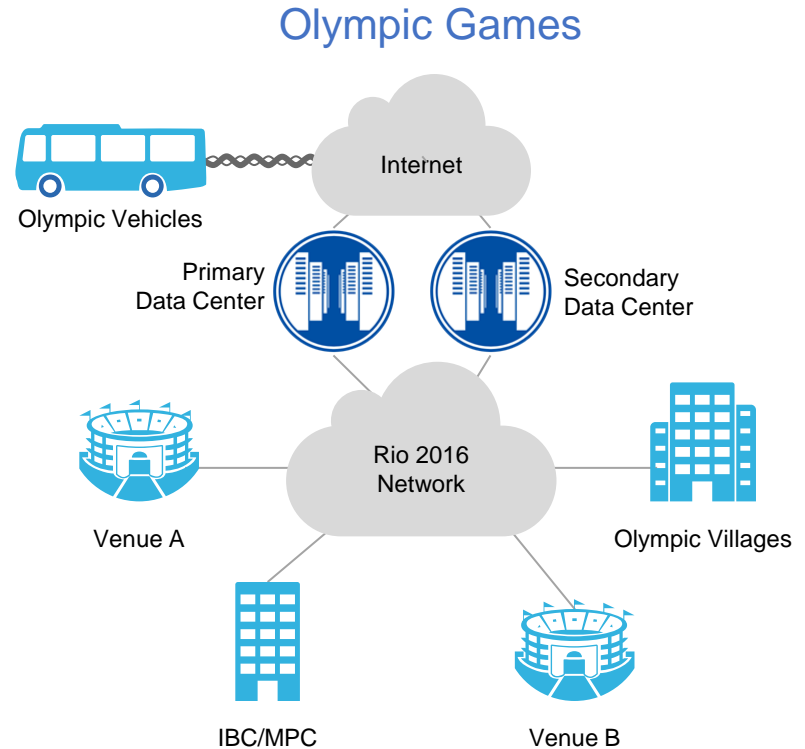 Olympic Games
Internet
Olympic Vehicles
Primary
Data Center
Secondary
Data Center
Rio 2016
Network
Venue A
Olympic Villages
IBC/MPC
Venue B